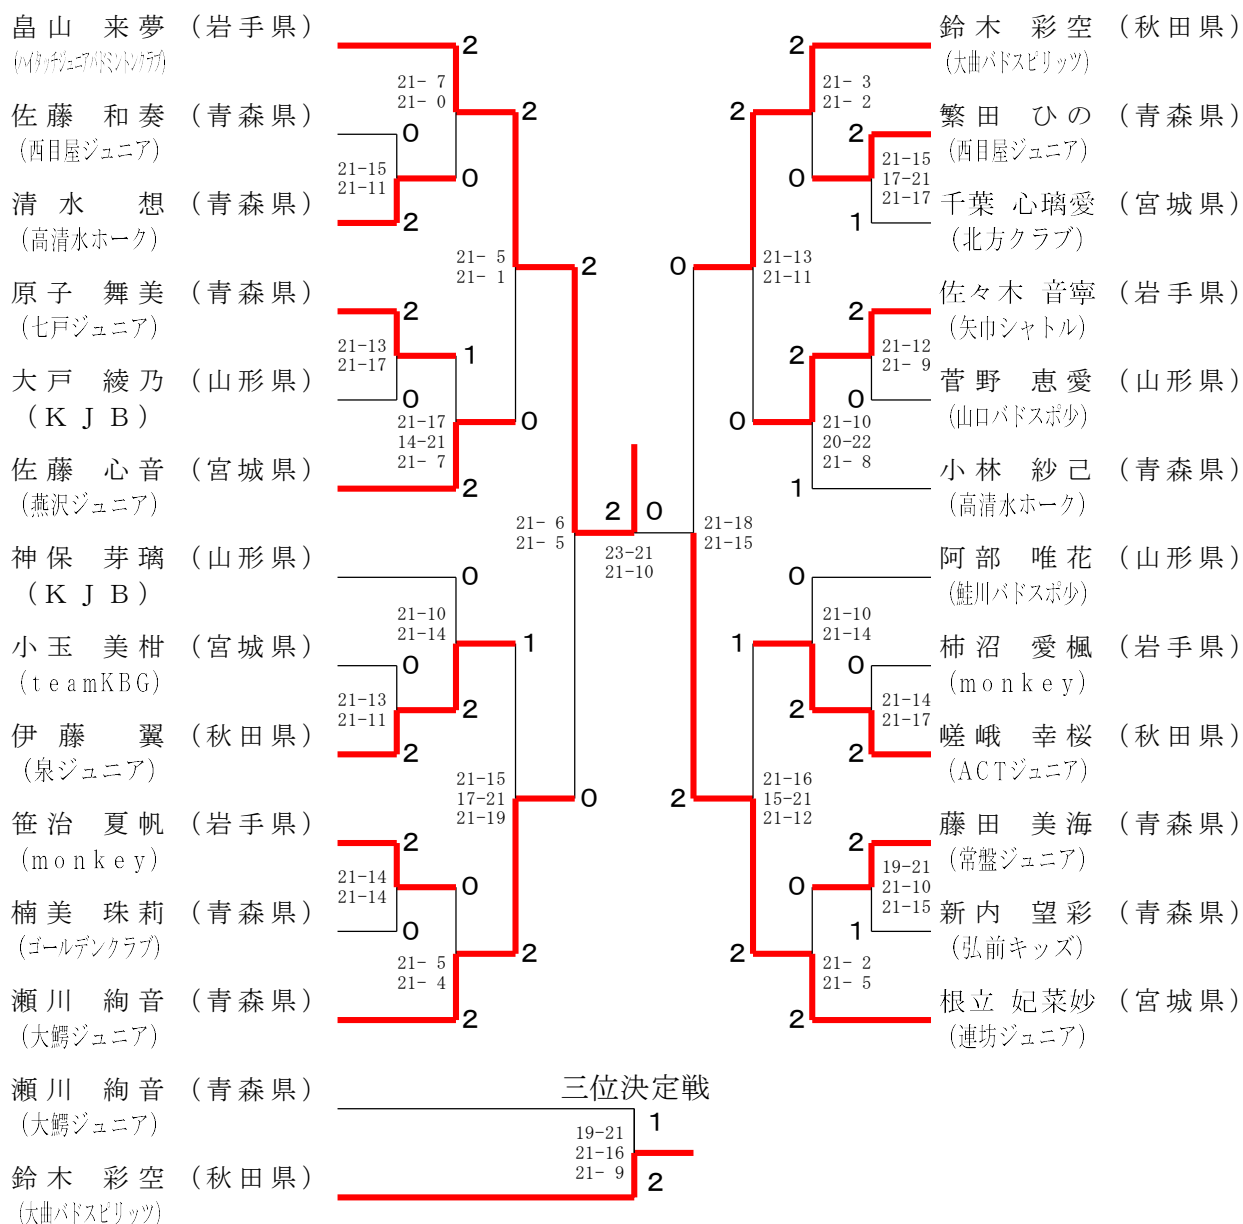 畠山 来夢 (岩手県)
(ハイタッチジュニアバドミントンクラブ)
2
21- 7
21- 0
2
佐藤 和奏 (青森県)
(西目屋ジュニア)
0
21-15
21-11
0
清水 想 (青森県)
(高清水ホーク)
2
21- 5
21- 1
2
原子 舞美 (青森県)
(七戸ジュニア)
2
21-13
21-17
1
大戸 綾乃 (山形県)
(KJB)
0
21-17
14-21
21- 7
0
佐藤 心音 (宮城県)
(燕沢ジュニア)
2
21- 6
21- 5
神保 芽璃 (山形県)
(KJB)
0
21-10
21-14
1
小玉 美柑 (宮城県)
(teamKBG)
0
21-13
21-11
2
伊藤 翼 (秋田県)
(泉ジュニア)
2
21-15
17-21
21-19
0
笹治 夏帆 (岩手県)
(monkey)
2
21-14
21-14
0
楠美 珠莉 (青森県)
(ゴールデンクラブ)
0
21- 5
21- 4
2
瀬川 絢音 (青森県)
(大鰐ジュニア)
2
2 0
23-21
21-10
鈴木 彩空 (秋田県)
(大曲バドスピリッツ)
2
21- 3
21- 2
2
繁田 ひの (青森県)
(西目屋ジュニア)
2
21-15
17-21
21-17
0
千葉 心璃愛 (宮城県)
(北方クラブ)
1
21-13
21-11
0
佐々木 音寧 (岩手県)
(矢巾シャトル)
2
21-12
21- 9
2
菅野 恵愛 (山形県)
(山口バドスポ少)
0
21-10
20-22
21- 8
0
小林 紗己 (青森県)
(高清水ホーク)
1
21-18
21-15
阿部 唯花 (山形県)
(鮭川バドスポ少)
0
21-10
21-14
1
柿沼 愛楓 (岩手県)
(monkey)
0
21-14
21-17
2
嵯峨 幸桜 (秋田県)
(ACTジュニア)
2
21-16
15-21
21-12
2
藤田 美海 (青森県)
(常盤ジュニア)
2
19-21
21-10
21-15
0
新内 望彩 (青森県)
(弘前キッズ)
1
21- 2
21- 5
2
根立 妃菜妙 (宮城県)
(連坊ジュニア)
2
三位決定戦
瀬川 絢音 (青森県)
(大鰐ジュニア)
1
19-21
21-16
21- 9
鈴木 彩空 (秋田県)
(大曲バドスピリッツ)
2